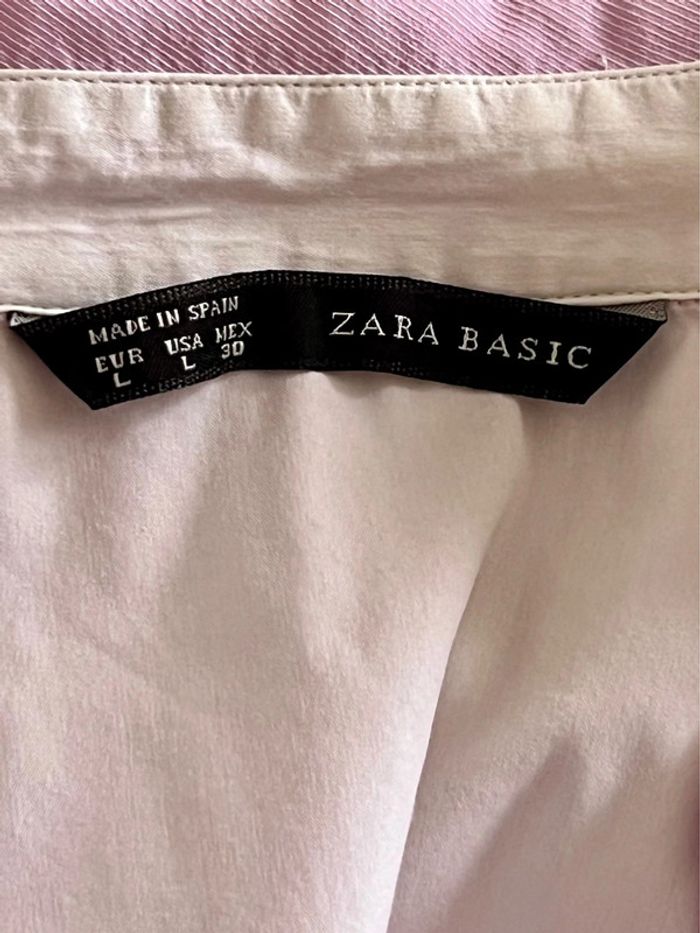 MADE IN SPAIN
EUR USA MEX
L L 30
ZARA BASIC